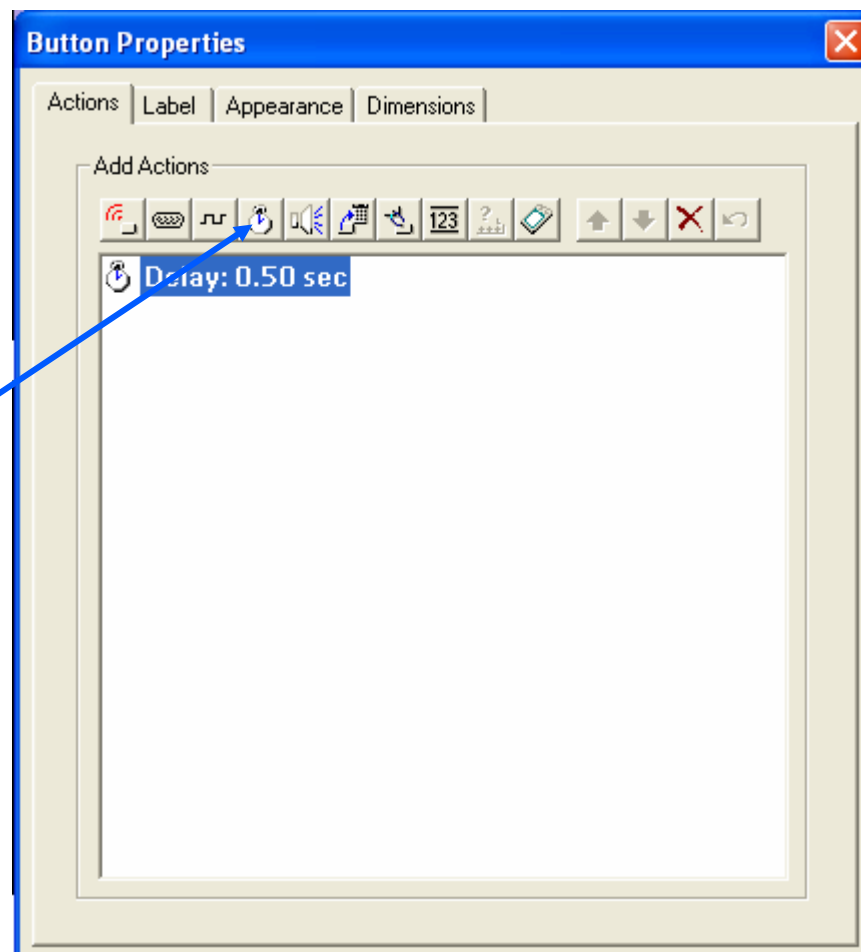 Button Properties
Actions Label Appearance Dimensions
Add Actions
123 ?
Delay: 0.50 sec